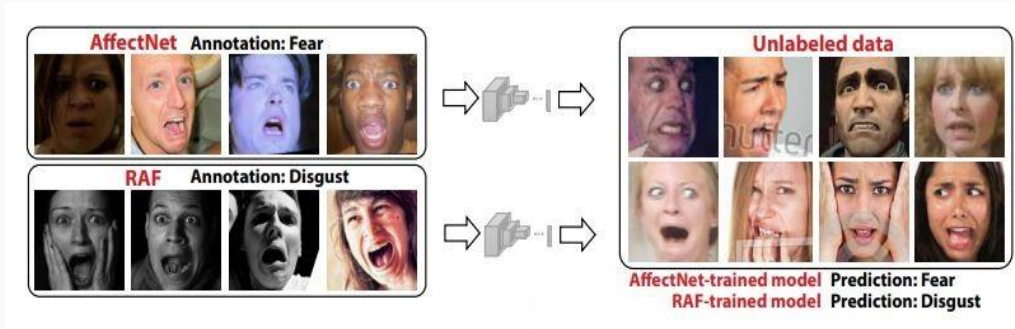 AffectNet Annotation: Fear
RAF Annotation: Disgust
Unlabeled data
AffectNet-trained model Prediction: Fear
RAF-trained model Prediction: Disgust